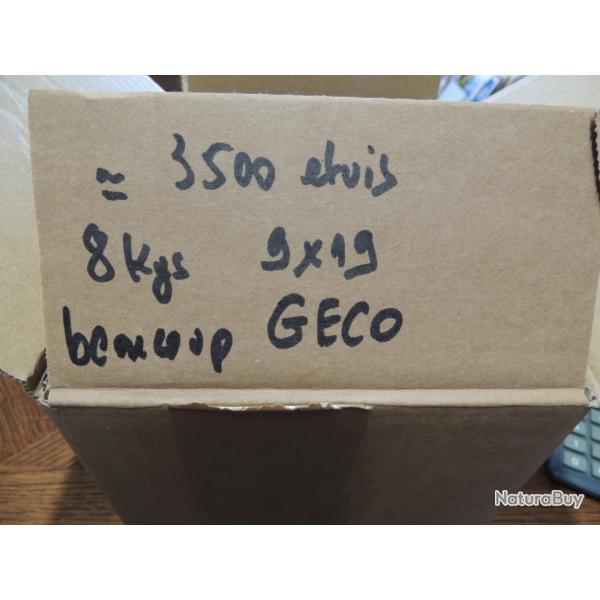 ≃ 3500 etuis
8 Kgs 9x19
beaucoup GECO
NaturaBuy